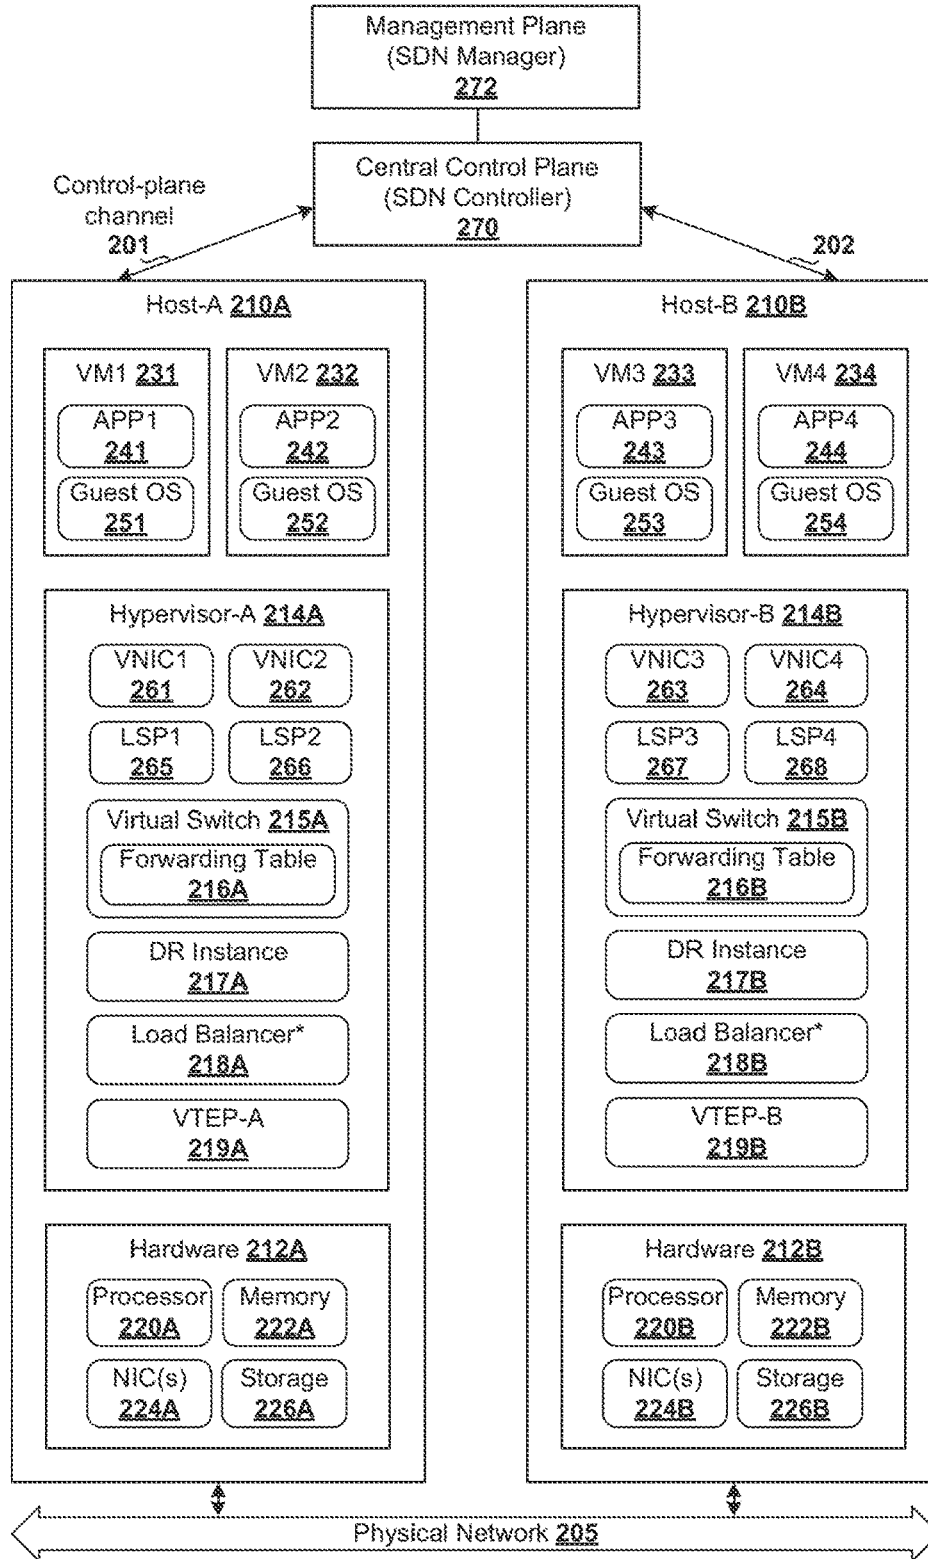 Management Plane
(SDN Manager)
272
Central Control Plane
(SDN Controller)
270
Control-plane
channel
201
202
Host-A 210A
VM1 231
APP1
241
Guest OS
251
VM2 232
APP2
242
Guest OS
252
Hypervisor-A 214A
VNIC1
261
VNIC2
262
LSP1
265
LSP2
266
Virtual Switch 215A
Forwarding Table
216A
DR Instance
217A
Load Balancer*
218A
VTEP-A
219A
Hardware 212A
Processor
220A
Memory
222A
NIC(s)
224A
Storage
226A
Host-B 210B
VM3 233
APP3
243
Guest OS
253
VM4 234
APP4
244
Guest OS
254
Hypervisor-B 214B
VNIC3
263
VNIC4
264
LSP3
267
LSP4
268
Virtual Switch 215B
Forwarding Table
216B
DR Instance
217B
Load Balancer*
218B
VTEP-B
219B
Hardware 212B
Processor
220B
Memory
222B
NIC(s)
224B
Storage
226B
Physical Network 205